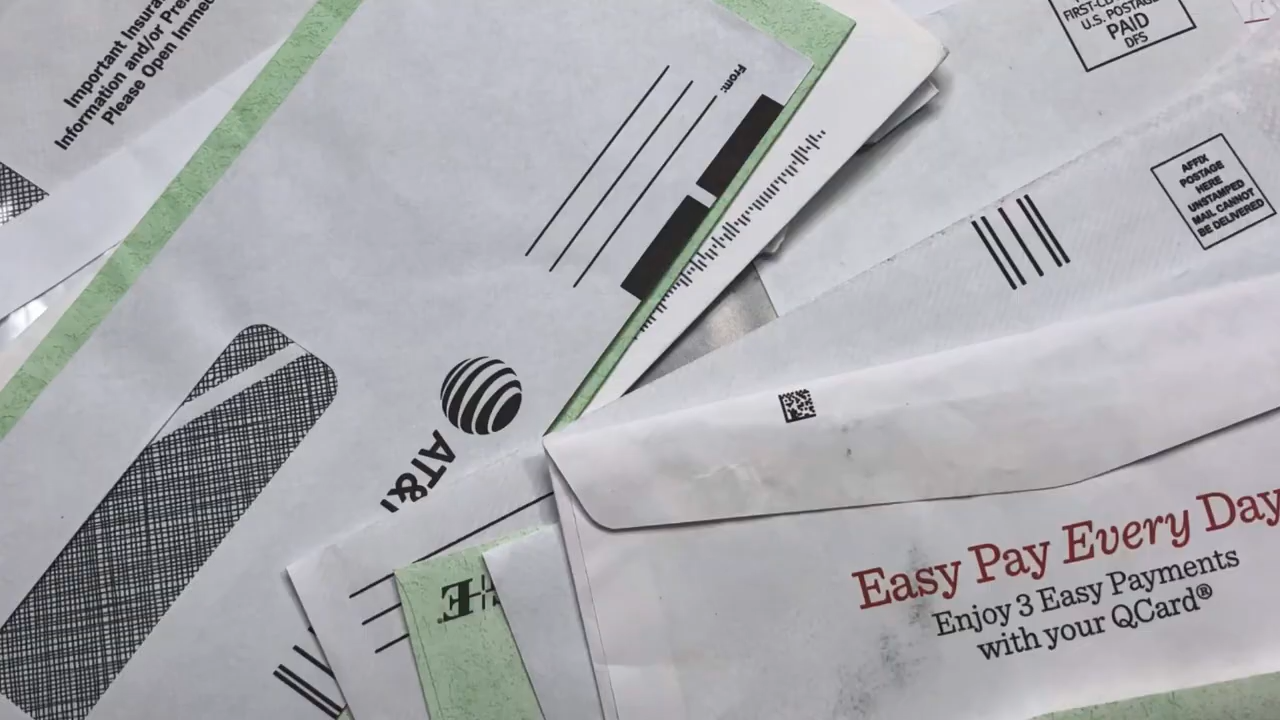 Important Insura
Information and/or Pre
Please Open Immed
From:
FIRST-CL
U.S. POSTAGE
PAID
DFS
AFFIX
POSTAGE
HERE
UNSTAMPED
MAIL CANNOT
BE DELIVERED
AT&T
Easy Pay Every Day
Enjoy 3 Easy Payments
with your QCard®